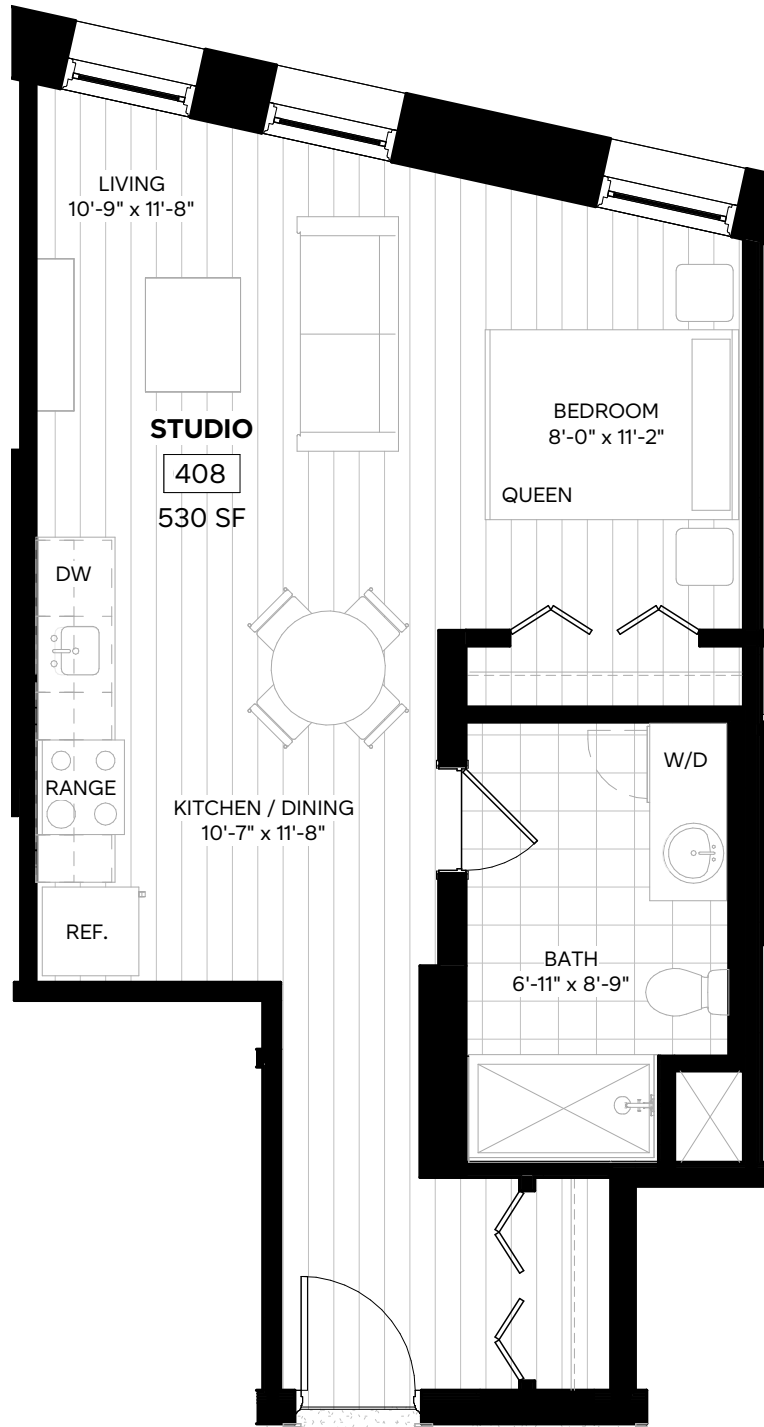 LIVING
10'-9" x 11'-8"
STUDIO
408
530 SF
BEDROOM
8'-0" x 11'-2"
QUEEN
DW
RANGE
W/D
KITCHEN / DINING
10'-7" x 11'-8"
REF.
BATH
6'-11" x 8'-9"